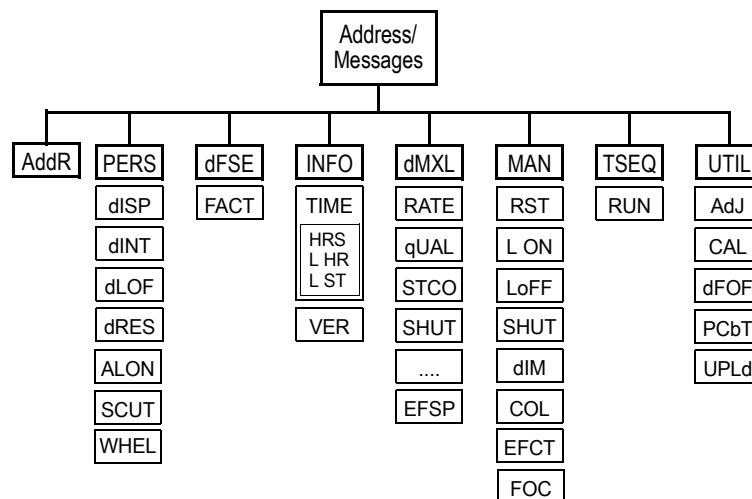 Address/
Messages
AddR
PERS
dISP
dINT
dLOF
dRES
ALON
SCUT
WHEL
dFSE
FACT
INFO
TIME
HRS
L HR
L ST
VER
dMXL
RATE
qUAL
STCO
SHUT
....
EFSP
MAN
RST
L ON
LoFF
SHUT
dIM
COL
EFCT
FOC
TSEQ
RUN
UTIL
AdJ
CAL
dFOF
PCbT
UPLd